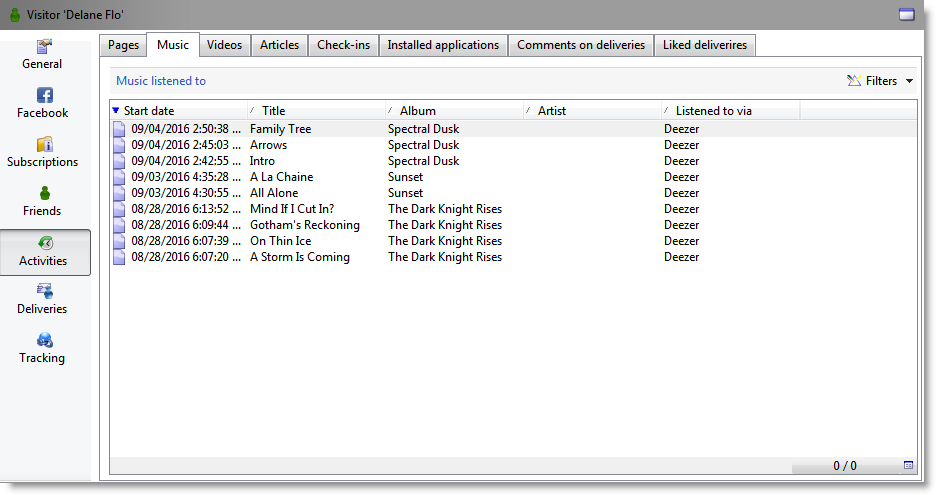 Visitor 'Delane Flo'
General
Facebook
Subscriptions
Friends
Activities
Deliveries
Tracking
Pages Music Videos Articles Check-ins Installed applications Comments on deliveries Liked deliverires
Music listened to Filters
Start date Title Album Artist Listened to via
09/04/2016 2:50:38 ... Family Tree Spectral Dusk Deezer
09/04/2016 2:45:03 ... Arrows Spectral Dusk Deezer
09/04/2016 2:42:55 ... Intro Spectral Dusk Deezer
09/03/2016 4:35:28 ... A La Chaine Sunset Deezer
09/03/2016 4:30:55 ... All Alone Sunset Deezer
08/28/2016 6:13:52 ... Mind If I Cut In? The Dark Knight Rises Deezer
08/28/2016 6:09:44 ... Gotham's Reckoning The Dark Knight Rises Deezer
08/28/2016 6:07:39 ... On Thin Ice The Dark Knight Rises Deezer
08/28/2016 6:07:20 ... A Storm Is Coming The Dark Knight Rises Deezer
0 / 0